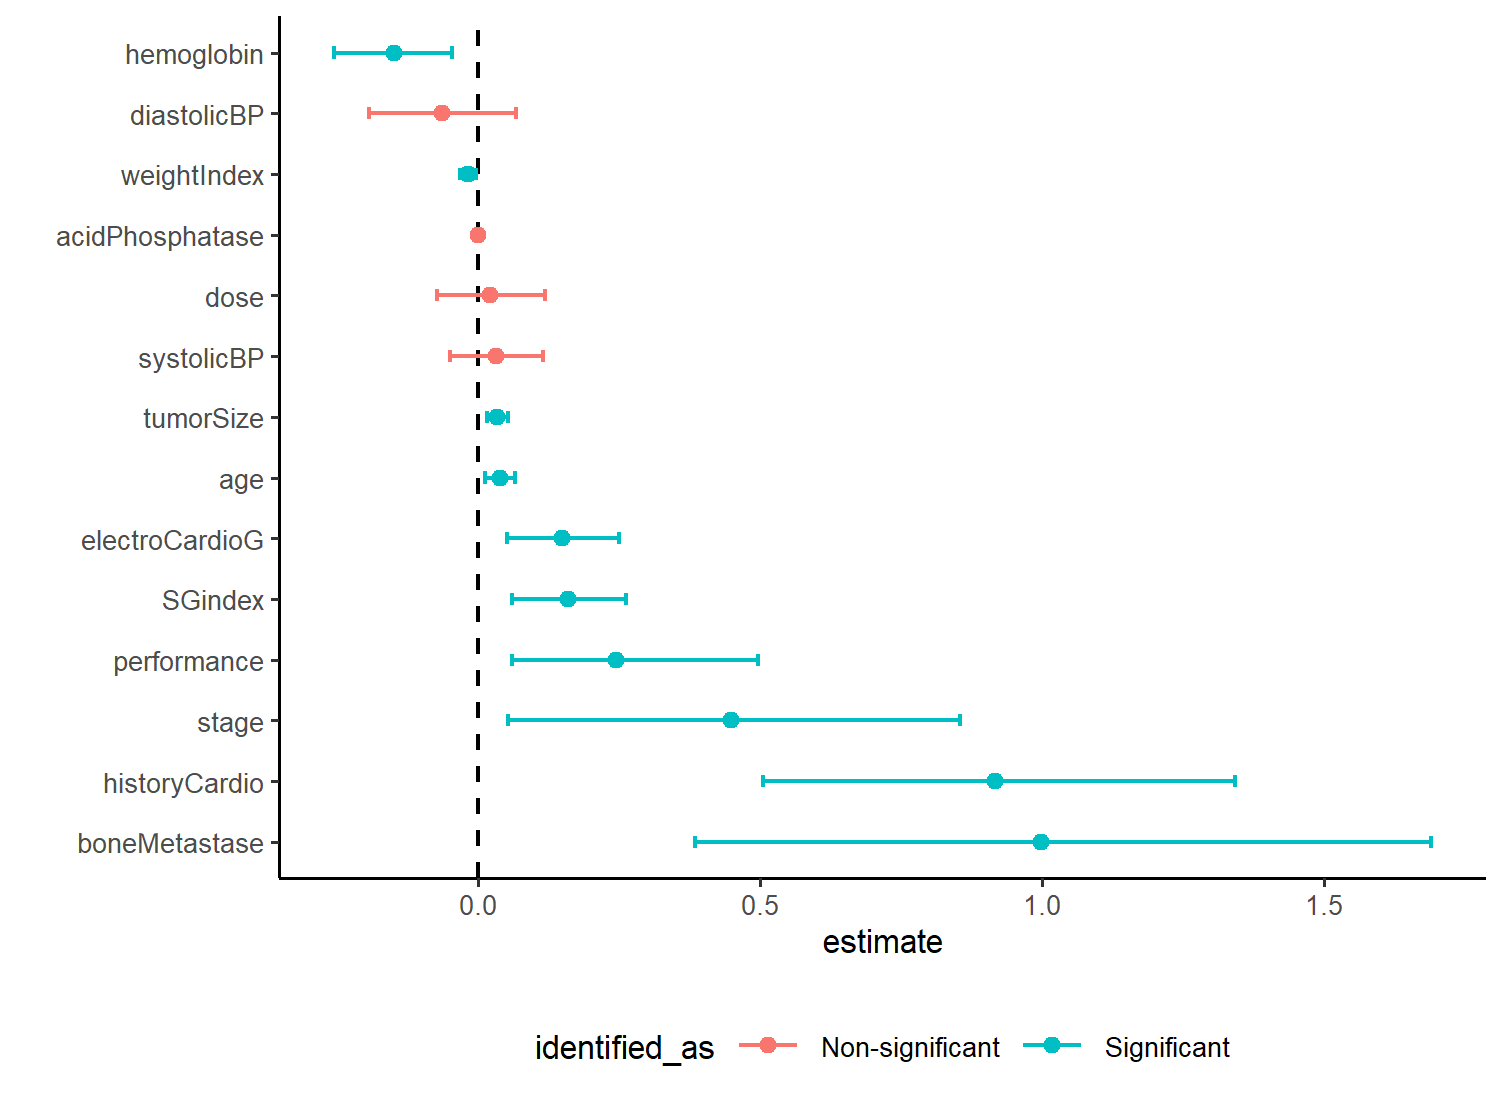 hemoglobin
diastolicBP
weightIndex
acidPhosphatase
dose
systolicBP
tumorSize
age
electroCardioG
SGindex
performance
stage
historyCardio
boneMetastase
0.0 0.5 1.0 1.5
estimate
identified_as Non-significant Significant